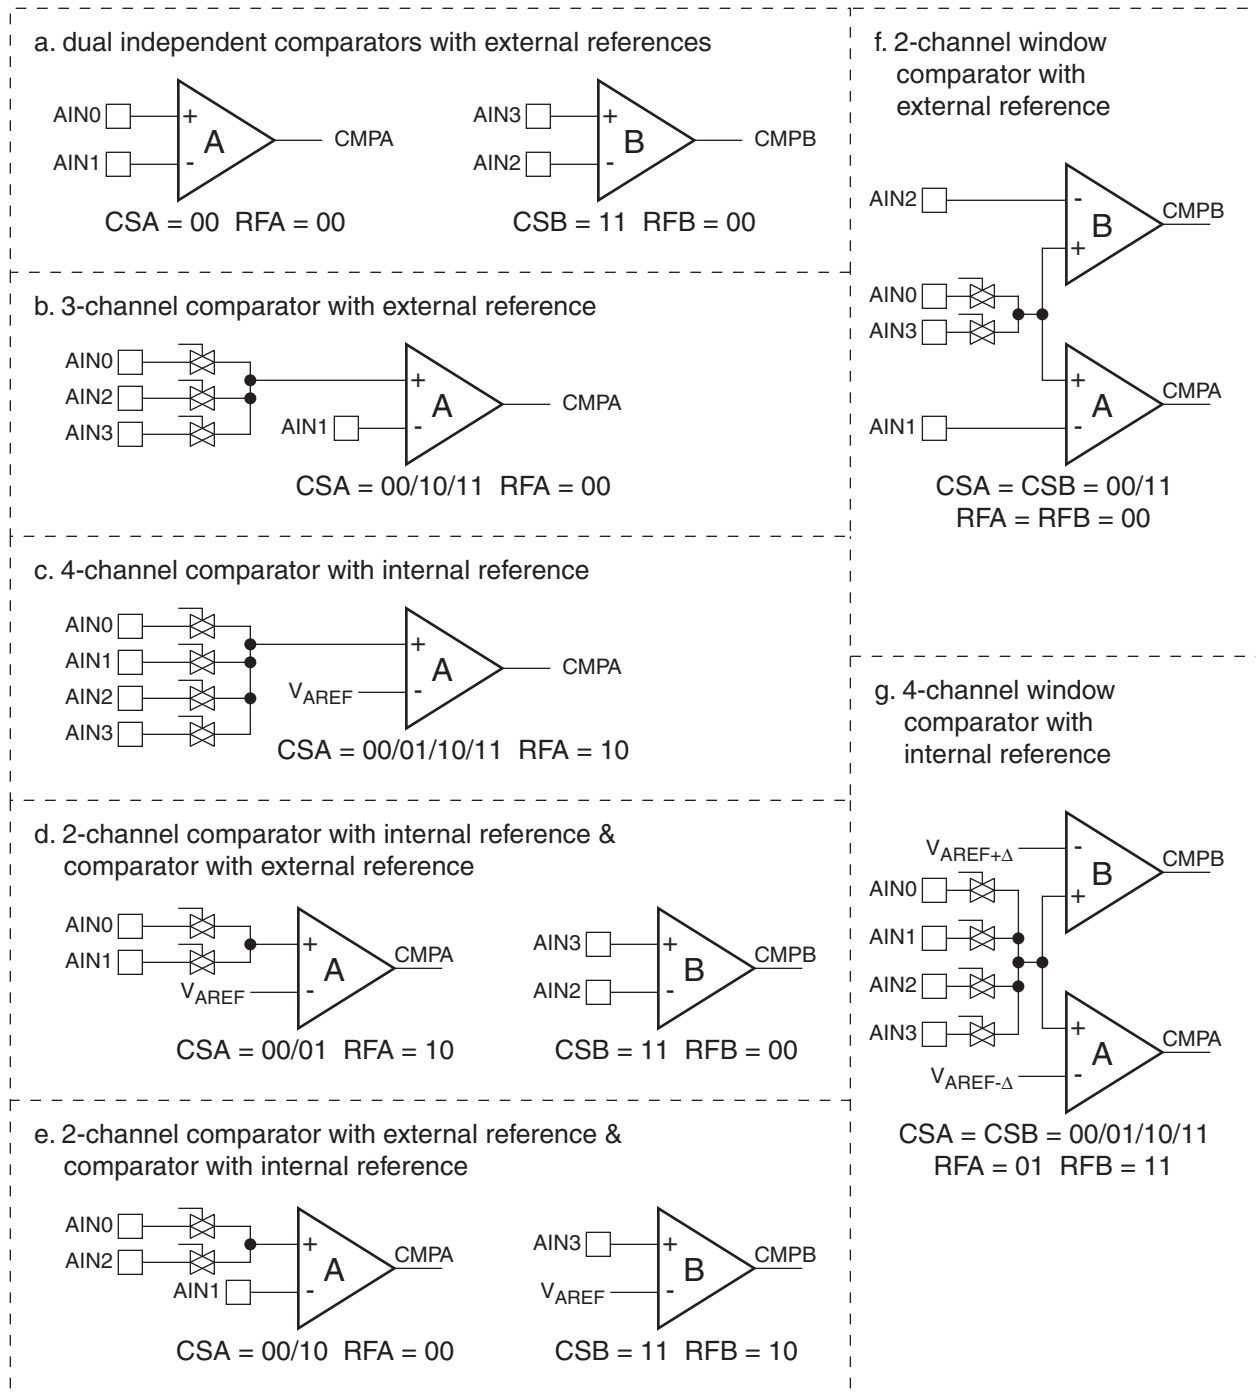 a. dual independent comparators with external references
AIN0
+
A
CMPA
AIN1
-
CSA = 00 RFA = 00
AIN3
+
B
CMPB
AIN2
-
CSB = 11 RFB = 00
b. 3-channel comparator with external reference
AIN0
AIN2
AIN3
+
A
CMPA
AIN1
-
CSA = 00/10/11 RFA = 00
c. 4-channel comparator with internal reference
AIN0
AIN1
AIN2
AIN3
+
A
CMPA
VAREF
-
CSA = 00/01/10/11 RFA = 10
d. 2-channel comparator with internal reference &
comparator with external reference
AIN0
AIN1
+
A
CMPA
VAREF
-
CSA = 00/01 RFA = 10
AIN3
+
B
CMPB
AIN2
-
CSB = 11 RFB = 00
e. 2-channel comparator with external reference &
comparator with internal reference
AIN0
AIN2
+
A
CMPA
AIN1
-
CSA = 00/10 RFA = 00
AIN3
+
B
CMPB
VAREF
-
CSB = 11 RFB = 10
f. 2-channel window
comparator with
external reference
AIN2
-
B
CMPB
+
AIN0
AIN3
+
A
CMPA
AIN1
-
CSA = CSB = 00/11
RFA = RFB = 00
g. 4-channel window
comparator with
internal reference
VAREF+Δ
-
B
CMPB
+
AIN0
AIN1
AIN2
AIN3
+
A
CMPA
VAREF-Δ
-
CSA = CSB = 00/01/10/11
RFA = 01 RFB = 11